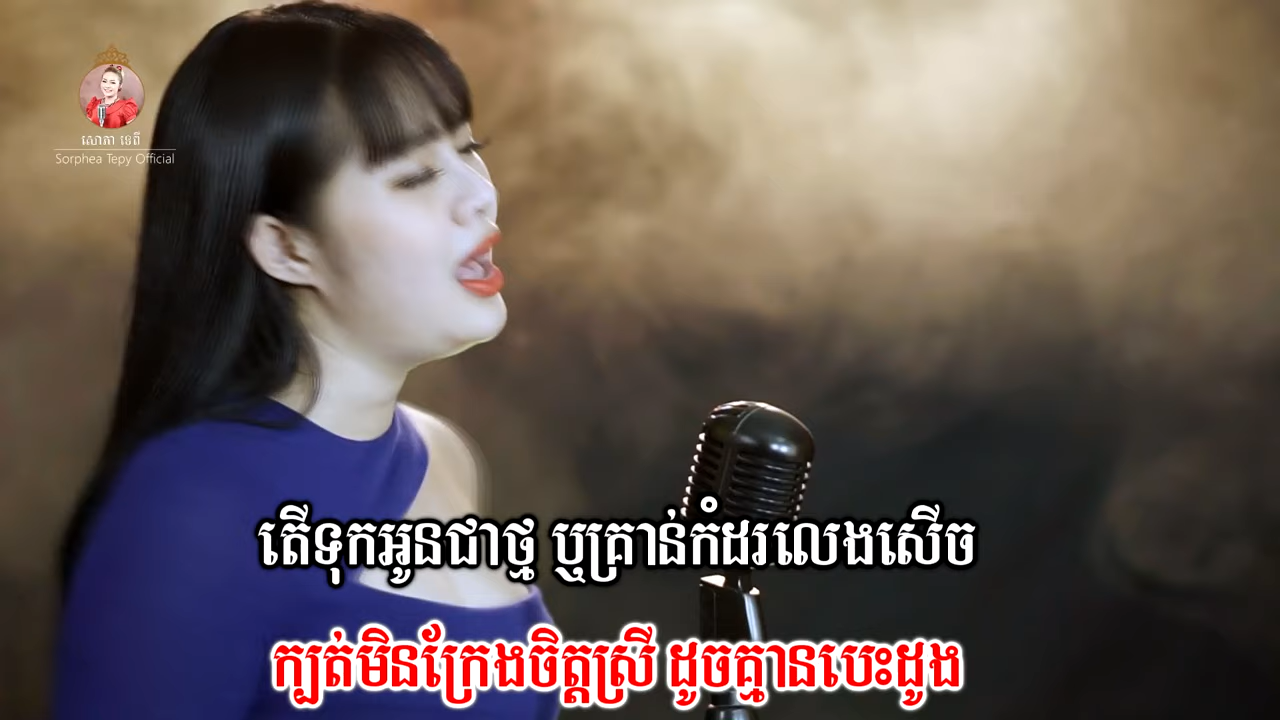 សោភា ទេពី
Sorphea Tepy Official
តើទុកអូនជាថ្ម ឬគ្រាន់កំដរលេងសើច
ក្បត់មិនក្រែងចិត្តស្រី ដូចគ្មានបេះដូង